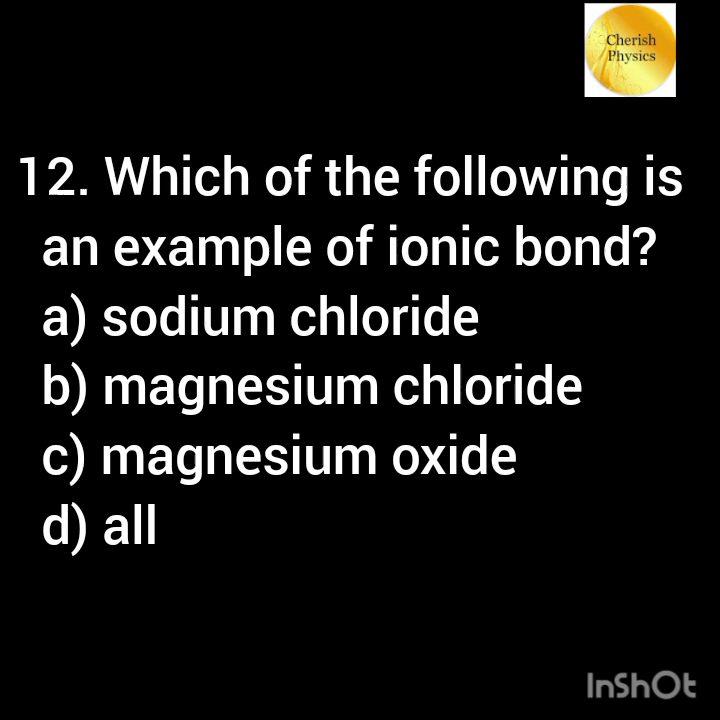 Cherish
Physics
12. Which of the following is
an example of ionic bond?
a) sodium chloride
b) magnesium chloride
c) magnesium oxide
d) all
InShOt